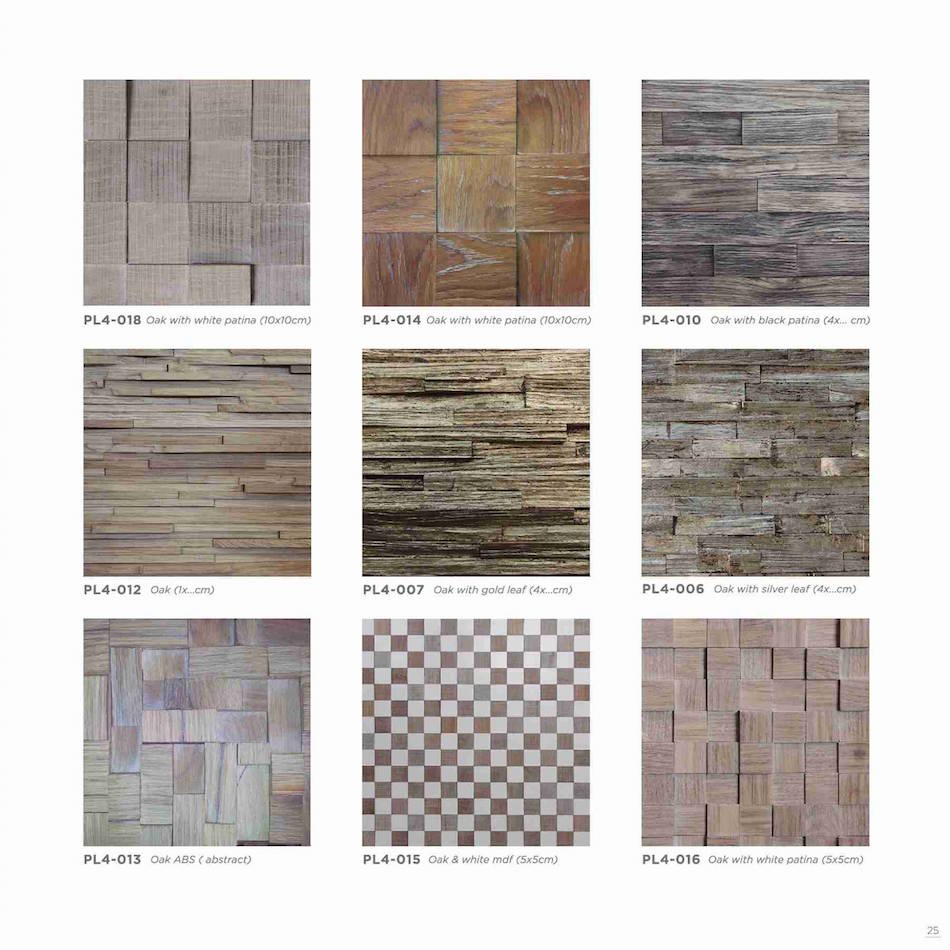 PL4-018 Oak with white patina (10x10cm)
PL4-014 Oak with white patina (10x10cm)
PL4-010 Oak with black patina (4x... cm)
PL4-012 Oak (1x...cm)
PL4-007 Oak with gold leaf (4x...cm)
PL4-006 Oak with silver leaf (4x...cm)
PL4-013 Oak ABS ( abstract)
PL4-015 Oak & white mdf (5x5cm)
PL4-016 Oak with white patina (5x5cm)
25